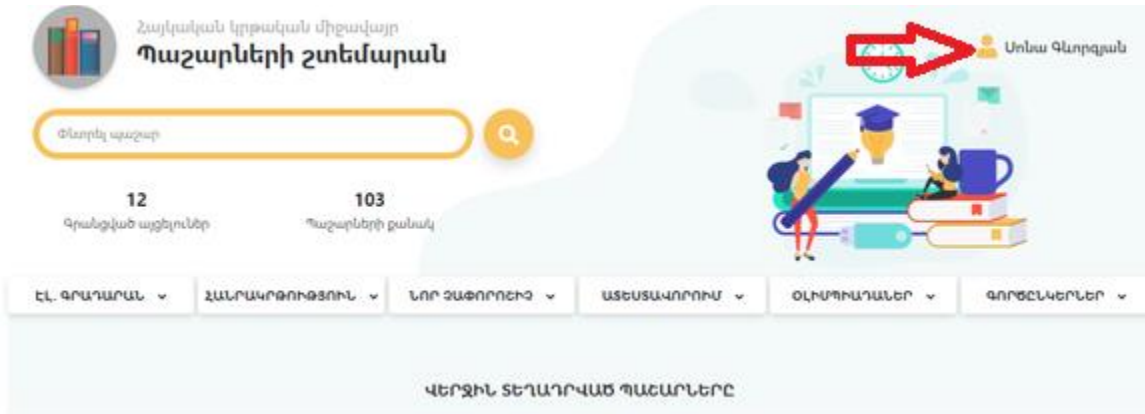 Հայկական կրթական միջավայր
Պաշարների շտեմարան
Սոնա Գևորգյան
Փնտրել պաշար
12
Գրանցված այցելուներ
103
Պաշարների քանակ
ԷԼ. ԳՐԱԴԱՐԱՆ
ՀԱՆՐԱԿՐԹՈՒԹՅՈՒՆ
ՆՈՐ ՉԱՓՈՐՈՇԻՉ
ԱՏԵՍՏԱՎՈՐՈՒՄ
ՕԼԻՄՊԻԱԴԱՆԵՐ
ԳՈՐԾԸՆԿԵՐՆԵՐ
ՎԵՐՋԻՆ ՏԵՂԱԴՐՎԱԾ ՊԱՇԱՐՆԵՐԸ